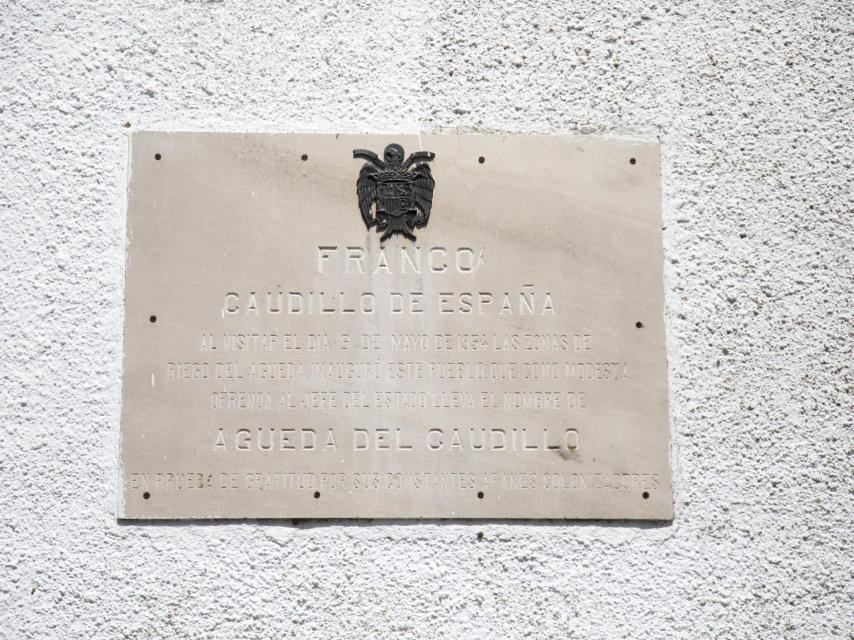 FRANCO
CAUDILLO DE ESPAÑA
AL VISITAR EL DIA 9 DE MAYO DE 1954 LAS ZONAS DE
RIEGO DEL AGUEDA, INAUGURÓ ESTE PUEBLO QUE COMO MODESTA
OFRENDA AL JEFE DEL ESTADO LLEVA EL NOMBRE DE
AGUEDA DEL CAUDILLO
EN PRUEBA DE GRATITUD POR SUS CONSTANTES AFANES COLONIZADORES